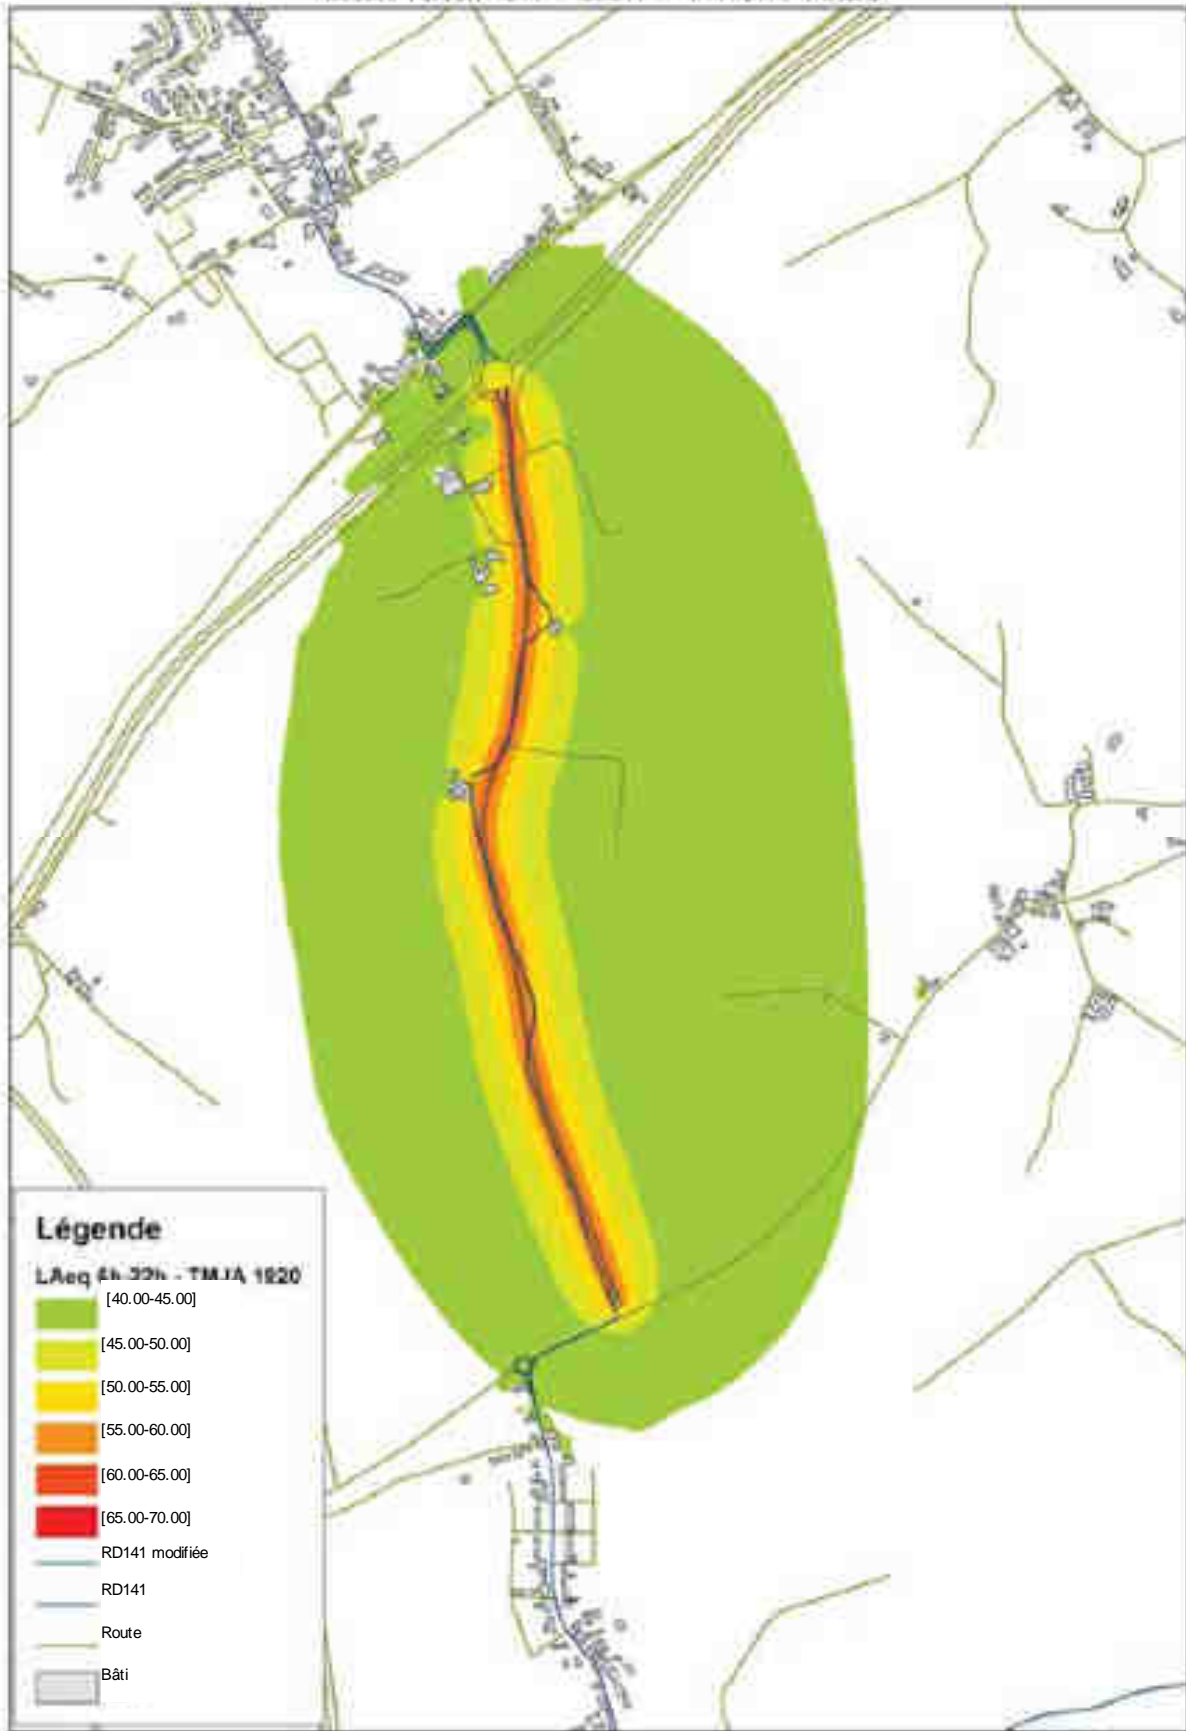 Légende
LAeq 6h-22h - TMJA 1920
[40.00-45.00]
[45.00-50.00]
[50.00-55.00]
[55.00-60.00]
[60.00-65.00]
[65.00-70.00]
RD141 modifiée
RD141
Route
Bâti